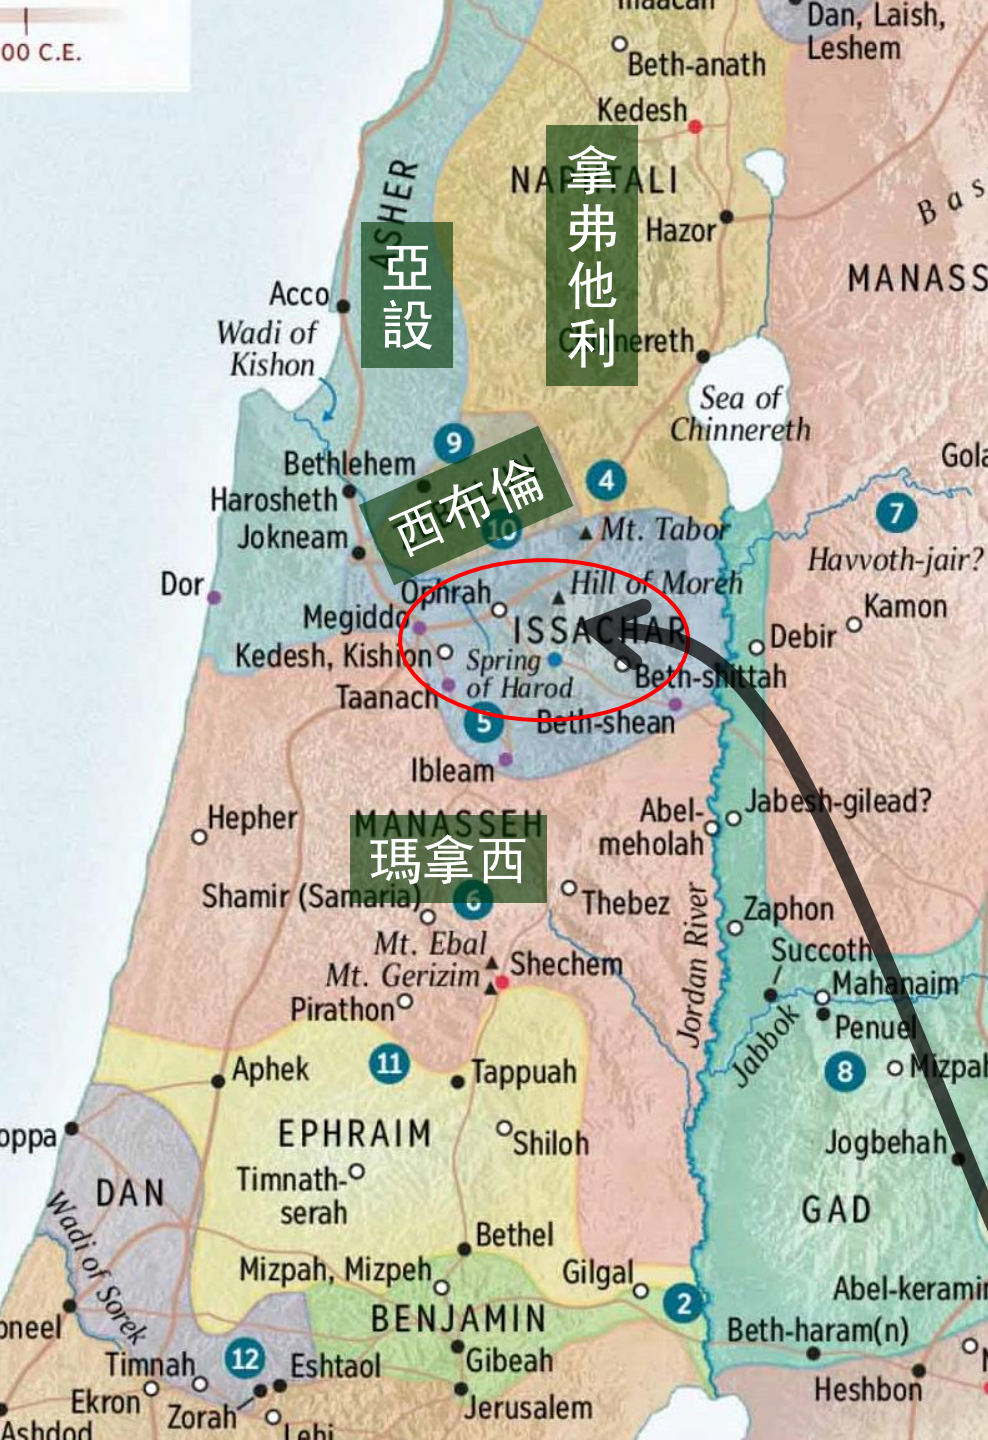 00 C.E.
Dan, Laish,
Leshem
Beth-anath
Kedesh
拿弗他利
ASHER
亞設
Hazor
Bas
MANASS
Acco
Wadi of
Kishon
Sea of
Chinnereth
9
Bethlehem
西布倫
4
Gola
7
Harosheth
10
Mt. Tabor
Jokneam
Havvoth-jair?
Dor
Ophrah
Hill of Moreh
Kamon
Megiddo
ISSACHAR
Debir
Kedesh, Kishion
Spring
of Harod
Beth-shittah
Taanach
5
Beth-shean
Ibleam
Hepher
MANASSEH
瑪拿西
Abel-
meholah
Jabesh-gilead?
Shamir (Samaria)
6
Thebez
Zaphon
Jordan River
Succoth
Mt. Ebal
Mt. Gerizim
Shechem
Mahanaim
Pirathon
Penuel
Jabbok
11
Aphek
Tappuah
8
Mizpah
oppa
EPHRAIM
Shiloh
Jogbehah
DAN
Timnath-
serah
GAD
Wadi of Sorek
Bethel
Mizpah, Mizpeh
Gilgal
2
Abel-keramin
oneel
BENJAMIN
Beth-haram(n)
Timnah
12
Eshtaol
Gibeah
Heshbon
Ekron
Zorah
Jerusalem
Ashdod
Lehi